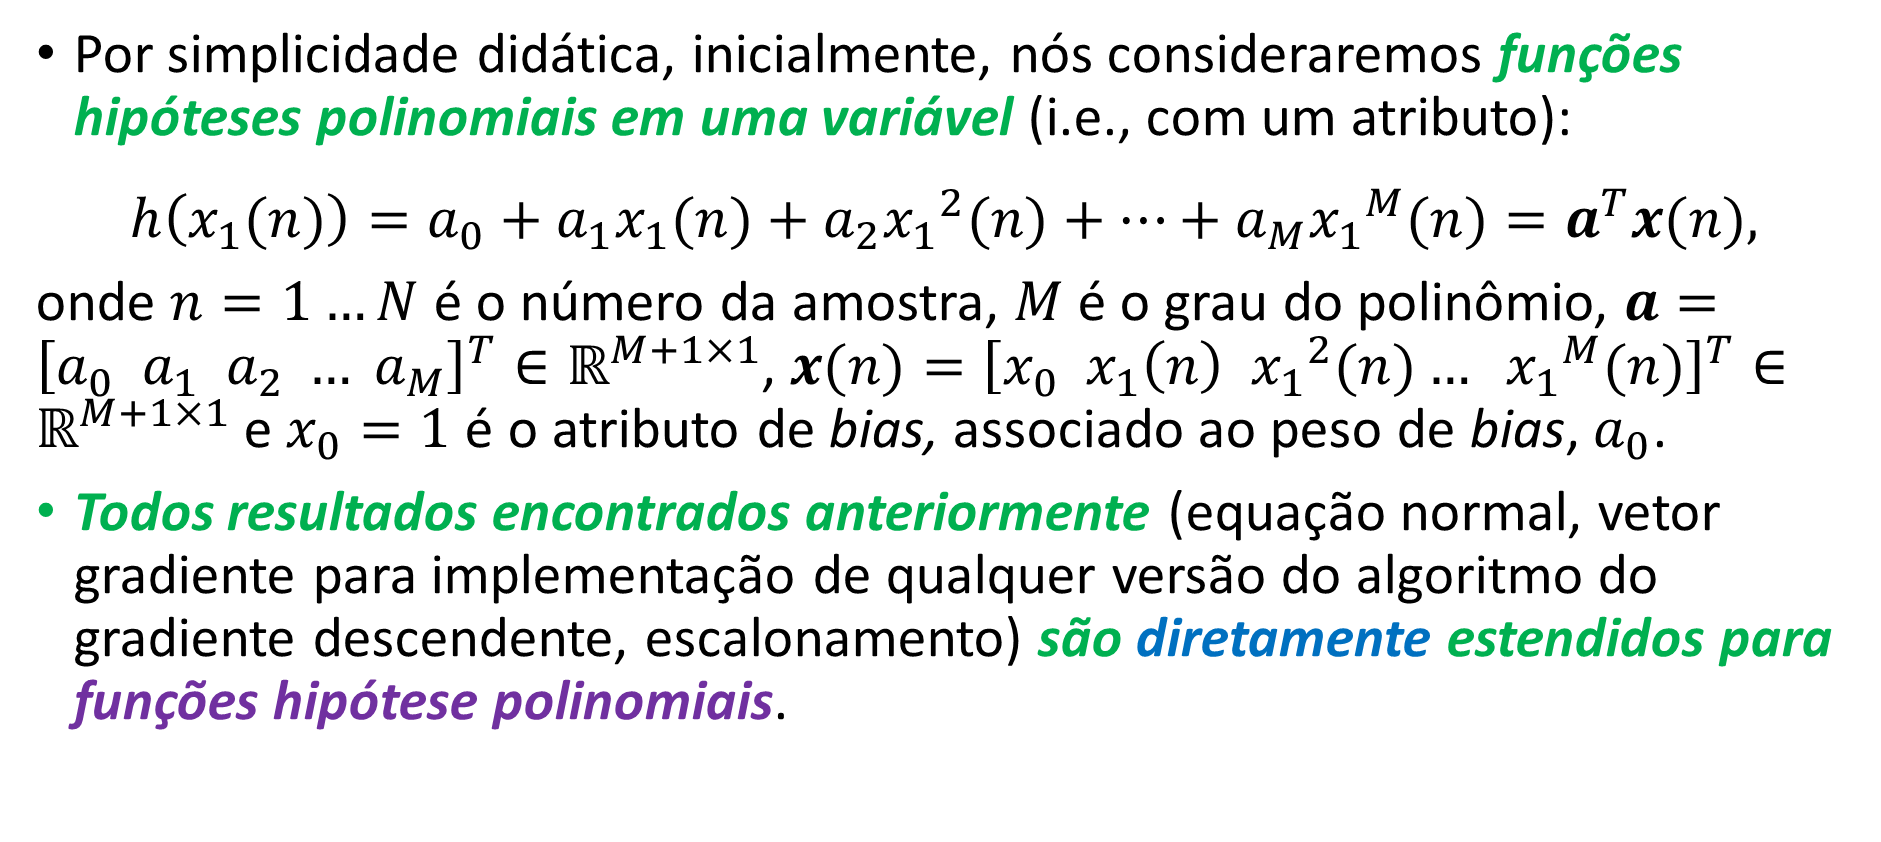 • Por simplicidade didática, inicialmente, nós consideraremos funções
hipóteses polinomiais em uma variável (i.e., com um atributo):
h(x₁(n)) = a₀ + a₁x₁(n) + a₂x₁²(n) + ⋯ + a_M x₁^M(n) = 𝒂^T 𝒙(n),
onde n = 1 … N é o número da amostra, M é o grau do polinômio, 𝒂 =
[a₀ a₁ a₂ … a_M]^T ∈ ℝ^{M+1×1}, 𝒙(n) = [x₀ x₁(n) x₁²(n) … x₁^M(n)]^T ∈
ℝ^{M+1×1} e x₀ = 1 é o atributo de bias, associado ao peso de bias, a₀.
• Todos resultados encontrados anteriormente (equação normal, vetor
gradiente para implementação de qualquer versão do algoritmo do
gradiente descendente, escalonamento) são diretamente estendidos para
funções hipótese polinomiais.